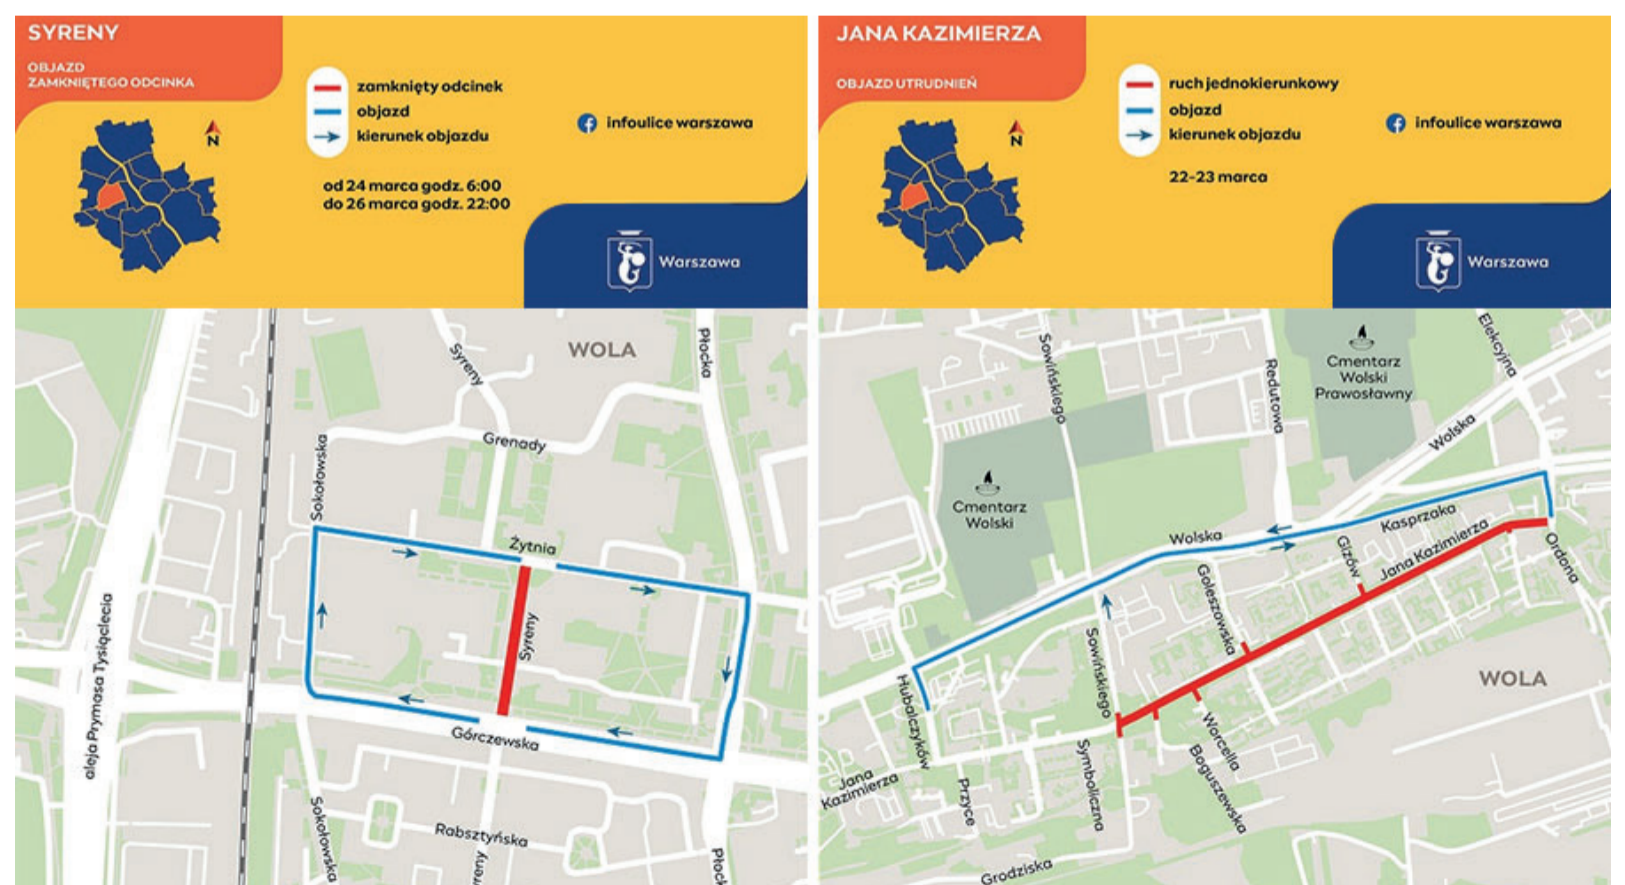 SYRENY
OBJAZD
ZAMKNIĘTEGO ODCINKA
zamknięty odcinek
objazd
kierunek objazdu
N
infoulice warszawa
od 24 marca godz. 6:00
do 26 marca godz. 22:00
Warszawa
WOLA
Syreny
Płocka
Grenady
Sokołowska
Żytnia
Syreny
aleja Prymasa Tysiąclecia
Górczewska
Sokołowska
Rabsztyńska
yreny
Płock
JANA KAZIMIERZA
OBJAZD UTRUDNIEŃ
ruch jednokierunkowy
objazd
kierunek objazdu
N
infoulice warszawa
22-23 marca
Warszawa
Sowińskiego
Redutowa
Cmentarz
Wolski
Prawosławny
Elekcyjna
Wolska
Cmentarz
Wolski
Wolska
Kasprzaka
Gizów
Jana Kazimierza
Ordona
Goleszowska
Sowińskiego
Hubalczyków
WOLA
Worcella
Boguszewska
Symboliczna
Jana
Kazimierza
Przyce
Grodziska